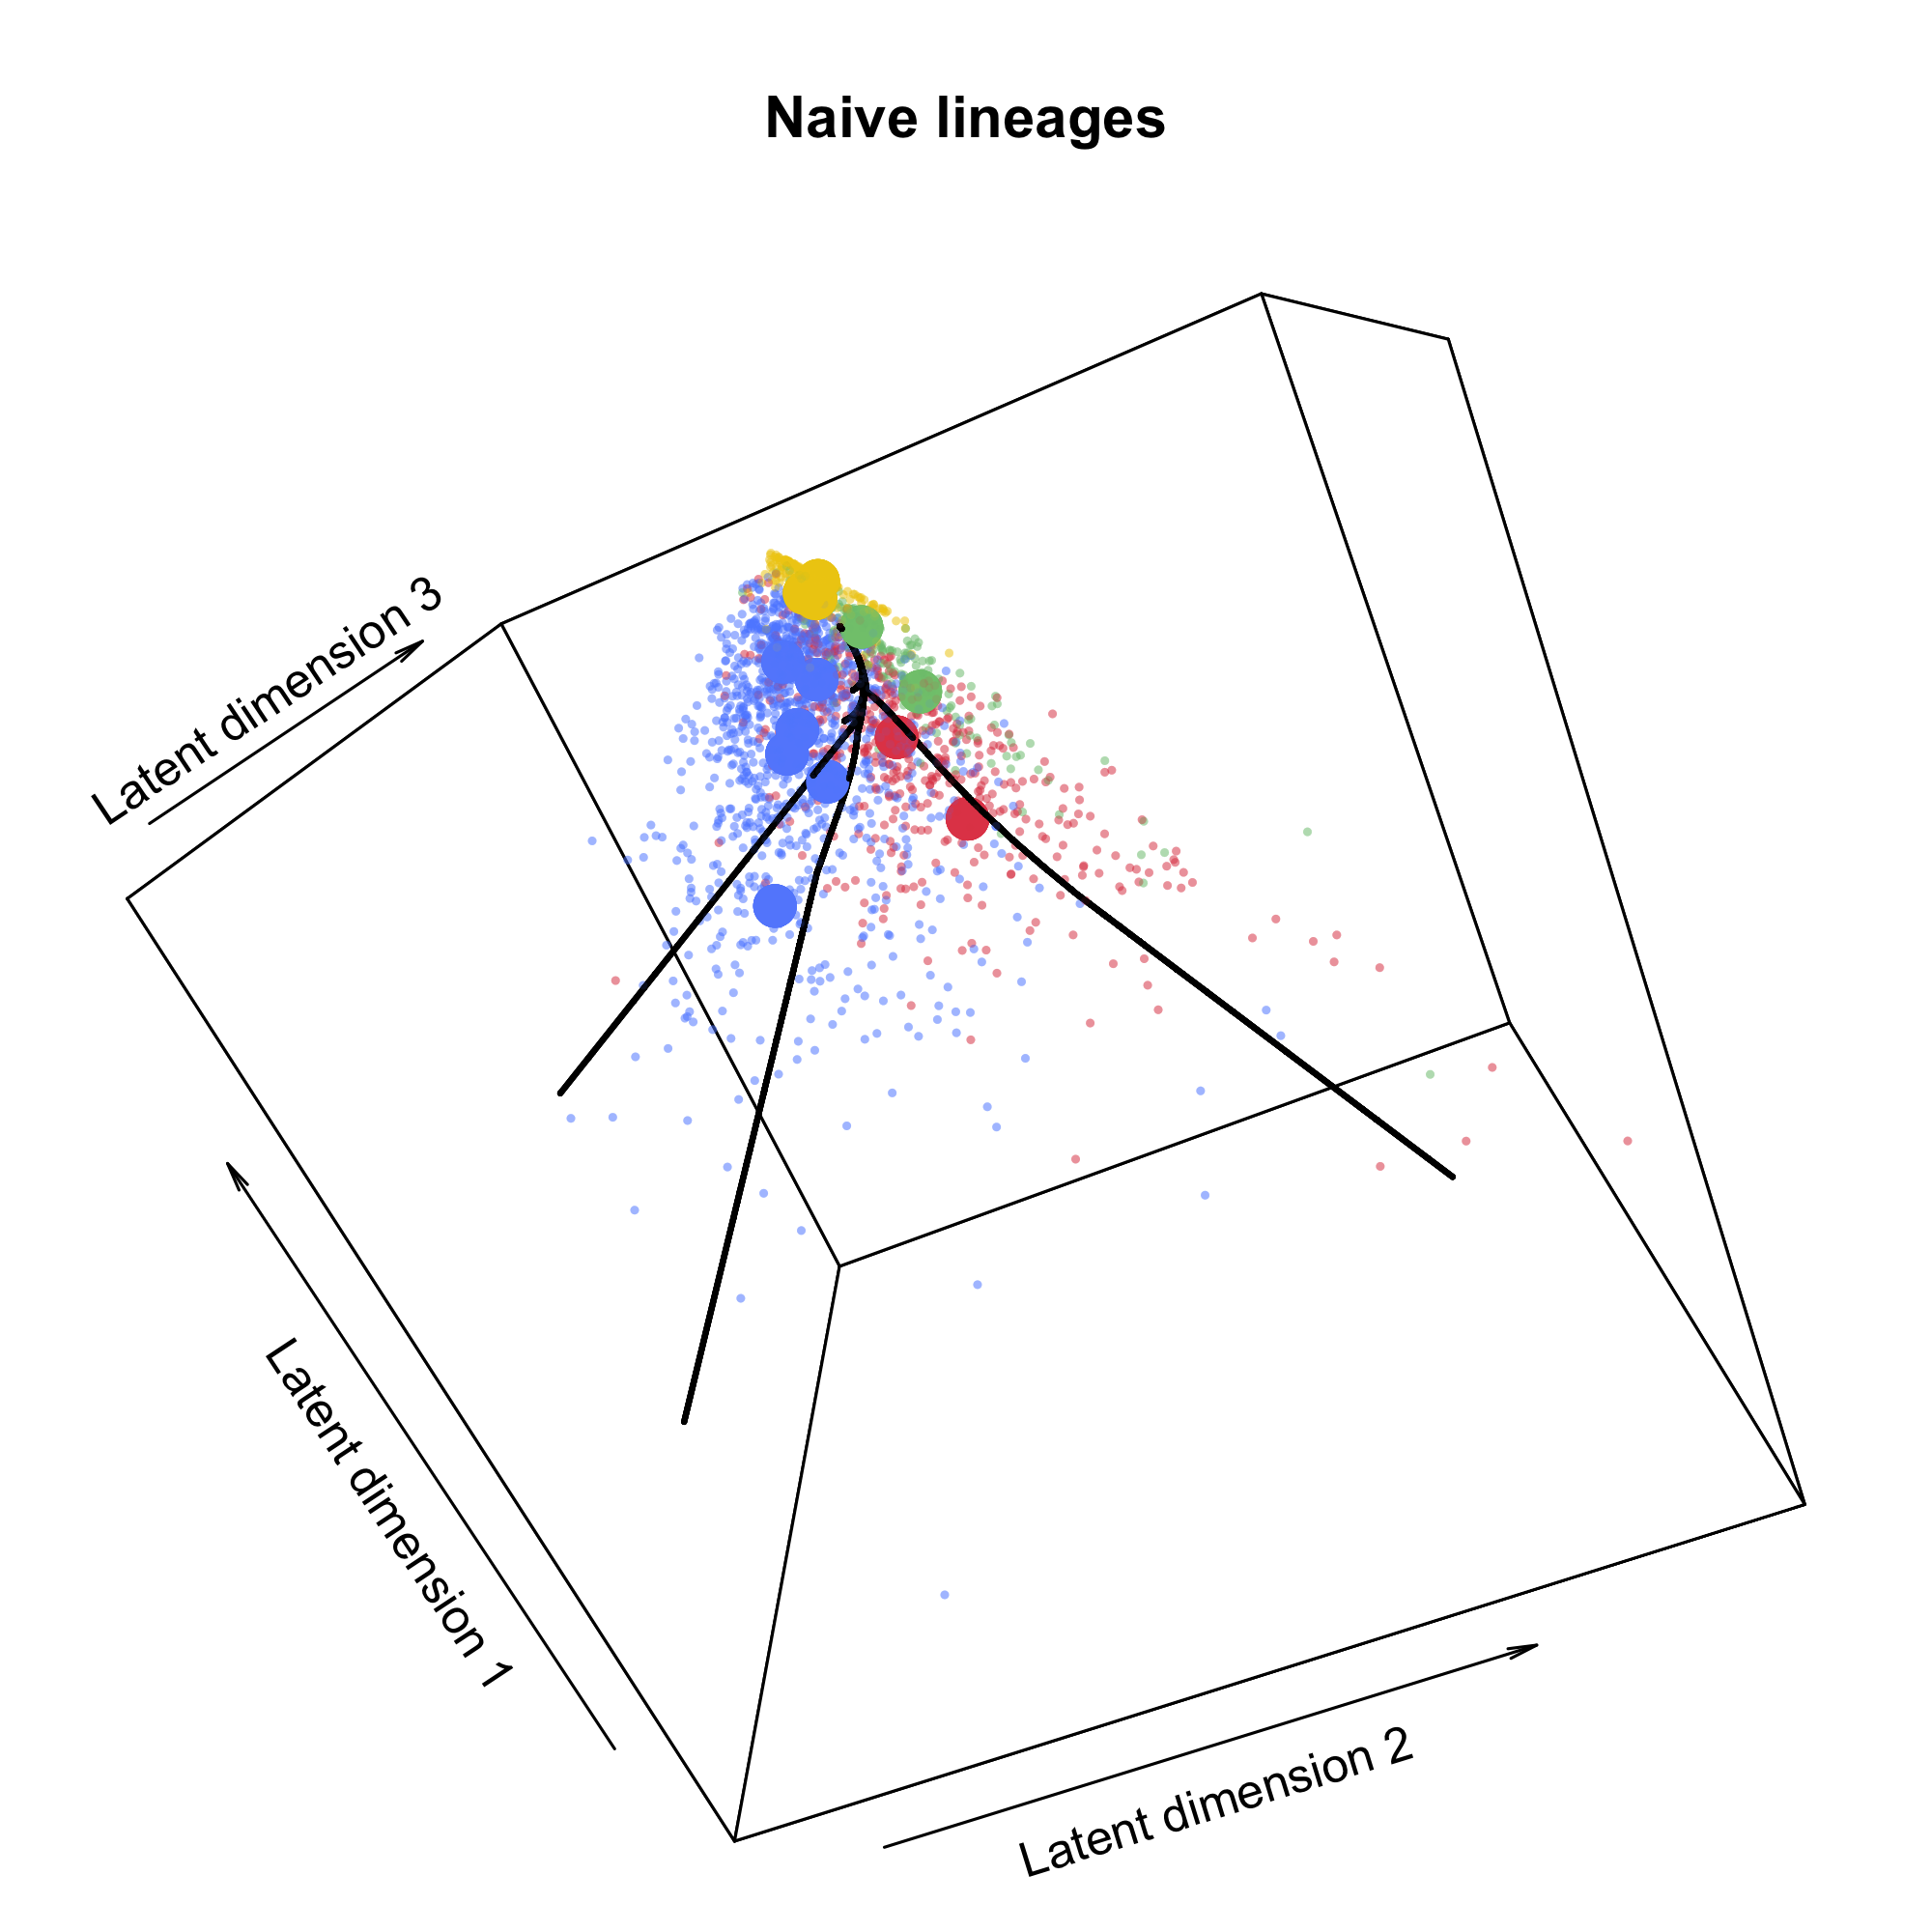 Naive lineages
Latent dimension 3
Latent dimension 1
Latent dimension 2